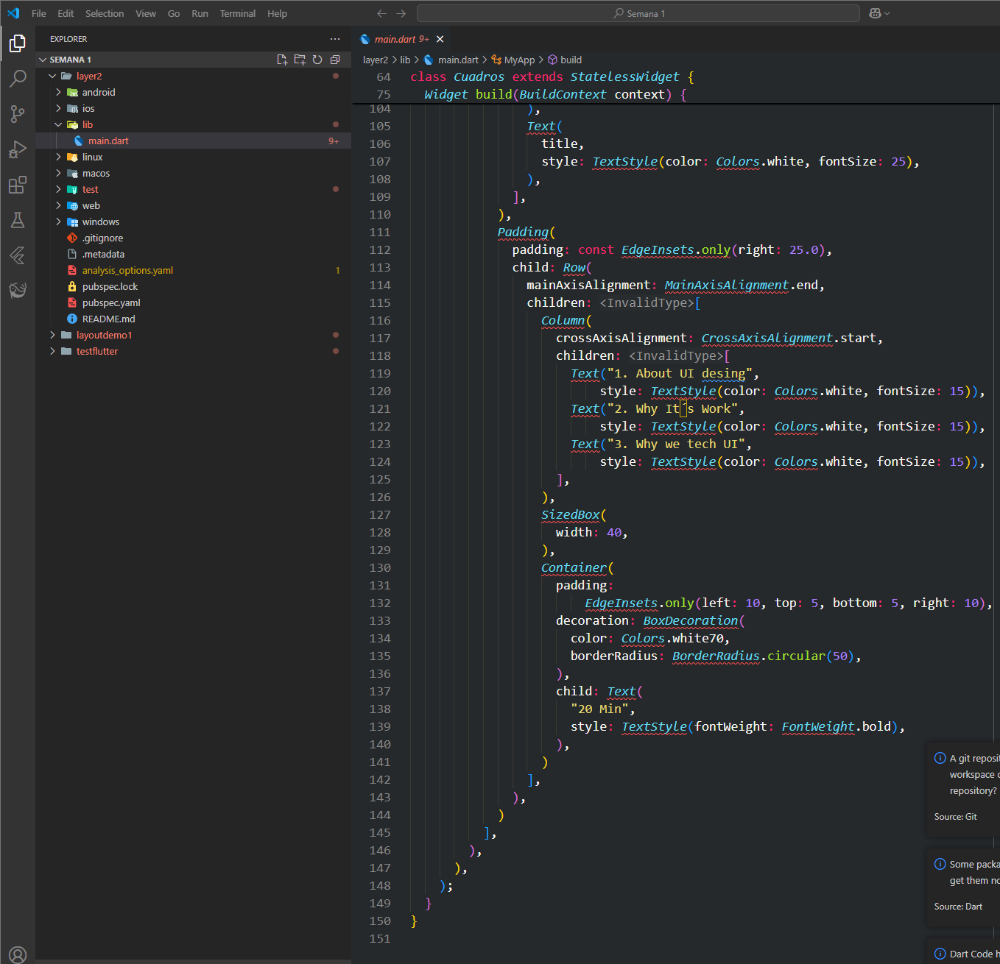 File Edit Selection View Go Run Terminal Help
Semana 1
EXPLORER
SEMANA 1
layer2
android
ios
lib
main.dart 9+
linux
macos
test
web
windows
.gitignore
.metadata
analysis_options.yaml 1
pubspec.lock
pubspec.yaml
README.md
layoutdemo1
testflutter
main.dart 9+
layer2 > lib > main.dart > MyApp > build
64 class Cuadros extends StatelessWidget {
75 Widget build(BuildContext context) {
104 ),
105 Text(
106 title,
107 style: TextStyle(color: Colors.white, fontSize: 25),
108 ),
109 ],
110 ),
111 Padding(
112 padding: const EdgeInsets.only(right: 25.0),
113 child: Row(
114 mainAxisAlignment: MainAxisAlignment.end,
115 children: <InvalidType>[
116 Column(
117 crossAxisAlignment: CrossAxisAlignment.start,
118 children: <InvalidType>[
119 Text("1. About UI desing",
120 style: TextStyle(color: Colors.white, fontSize: 15)),
121 Text("2. Why It´s Work",
122 style: TextStyle(color: Colors.white, fontSize: 15)),
123 Text("3. Why we tech UI",
124 style: TextStyle(color: Colors.white, fontSize: 15)),
125 ],
126 ),
127 SizedBox(
128 width: 40,
129 ),
130 Container(
131 padding:
132 EdgeInsets.only(left: 10, top: 5, bottom: 5, right: 10),
133 decoration: BoxDecoration(
134 color: Colors.white70,
135 borderRadius: BorderRadius.circular(50),
136 ),
137 child: Text(
138 "20 Min",
139 style: TextStyle(fontWeight: FontWeight.bold),
140 ),
141 )
142 ],
143 ),
144 )
145 ],
146 ),
147 ),
148 );
149 }
150 }
151
A git reposit
workspace
repository?
Source: Git
Some packa
get them no
Source: Dart
Dart Code h